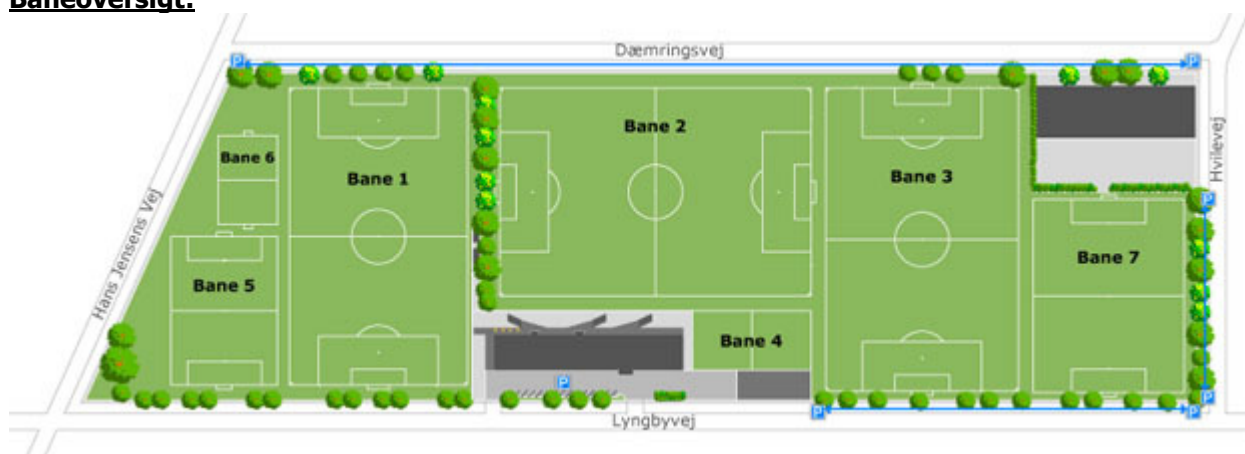 Baneoversigt:
P
Dæmringsvej
P
Bane 6
Bane 1
Bane 2
Bane 3
Hvilevej
P
Hans Jensens Vej
Bane 5
Bane 7
Bane 4
P
P
P
P
Lyngbyvej